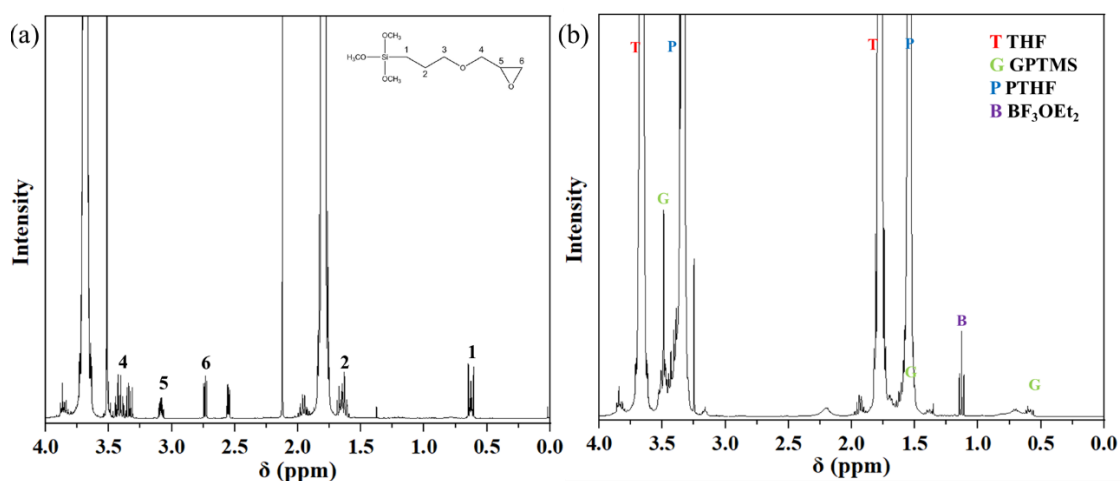 (a)
Intensity
OCH₃
H₃CO
Si
OCH₃
1
2
3
O
4
5
6
O
4
5
6
2
1
4.0 3.5 3.0 2.5 2.0 1.5 1.0 0.5 0.0
δ (ppm)
(b)
Intensity
T P T P
T THF
G GPTMS
P PTHF
B BF₃OEt₂
G
B
G
G
4.0 3.5 3.0 2.5 2.0 1.5 1.0 0.5 0.0
δ (ppm)